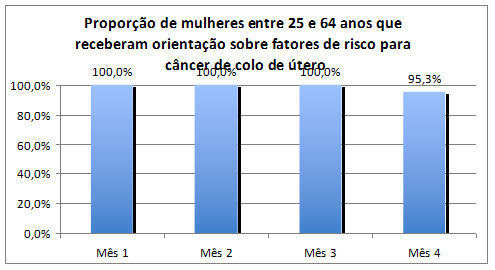 Proporção de mulheres entre 25 e 64 anos que
receberam orientação sobre fatores de risco para
câncer de colo de útero
100,0% 100,0% 100,0% 95,3%
100,0%
80,0%
60,0%
40,0%
20,0%
0,0%
Mês 1 Mês 2 Mês 3 Mês 4